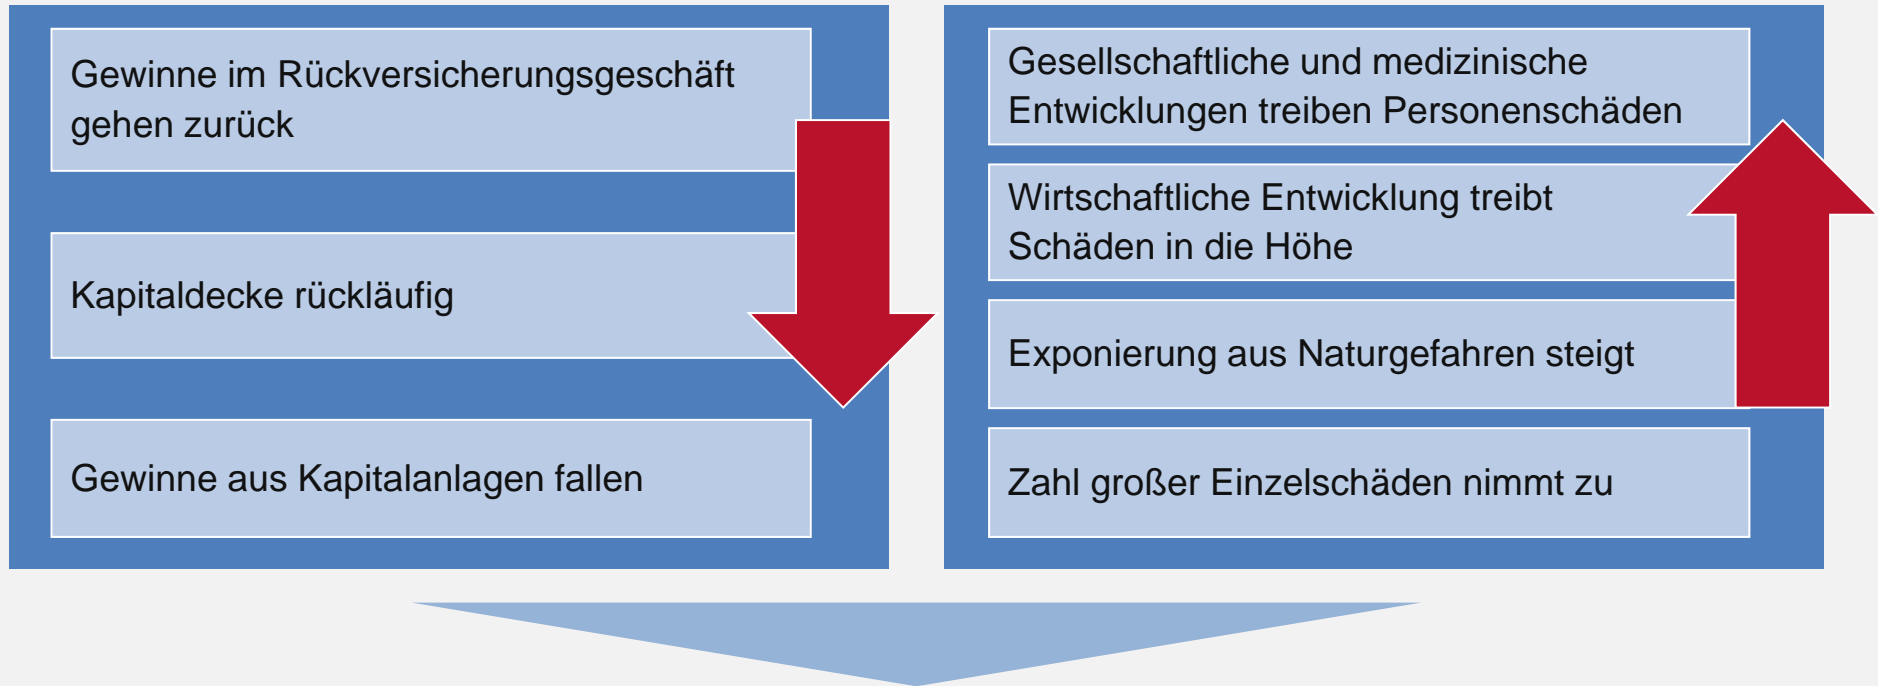 Gewinne im Rückversicherungsgeschäft
gehen zurück
Kapitaldecke rückläufig
Gewinne aus Kapitalanlagen fallen
Gesellschaftliche und medizinische
Entwicklungen treiben Personenschäden
Wirtschaftliche Entwicklung treibt
Schäden in die Höhe
Exponierung aus Naturgefahren steigt
Zahl großer Einzelschäden nimmt zu